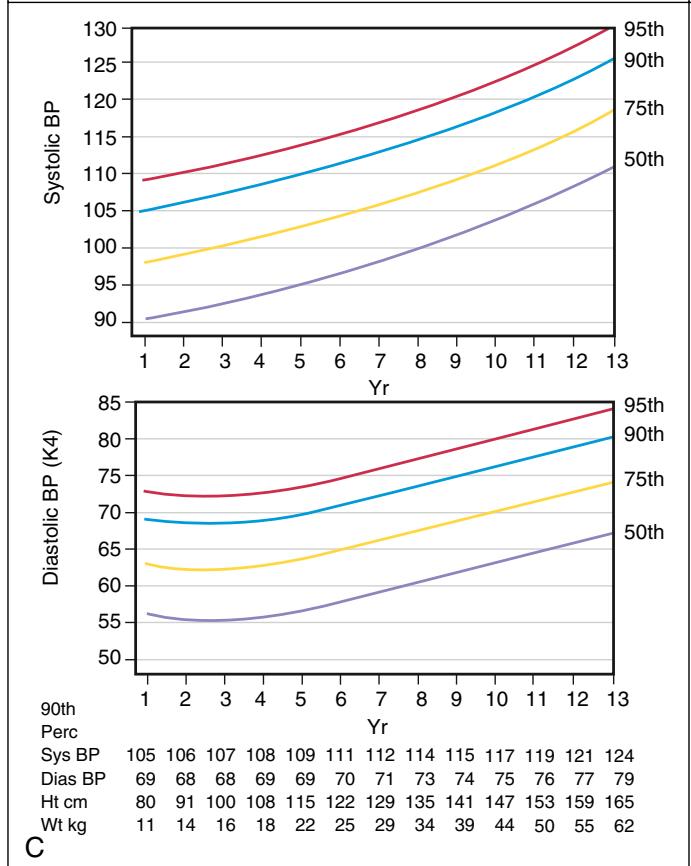 Systolic BP
130
125
120
115
110
105
100
95
90
95th
90th
75th
50th
1 2 3 4 5 6 7 8 9 10 11 12 13
Yr
Diastolic BP (K4)
85
80
75
70
65
60
55
50
95th
90th
75th
50th
1 2 3 4 5 6 7 8 9 10 11 12 13
Yr
90th
Perc
Sys BP 105 106 107 108 109 111 112 114 115 117 119 121 124
Dias BP 69 68 68 69 69 70 71 73 74 75 76 77 79
Ht cm 80 91 100 108 115 122 129 135 141 147 153 159 165
Wt kg 11 14 16 18 22 25 29 34 39 44 50 55 62
C